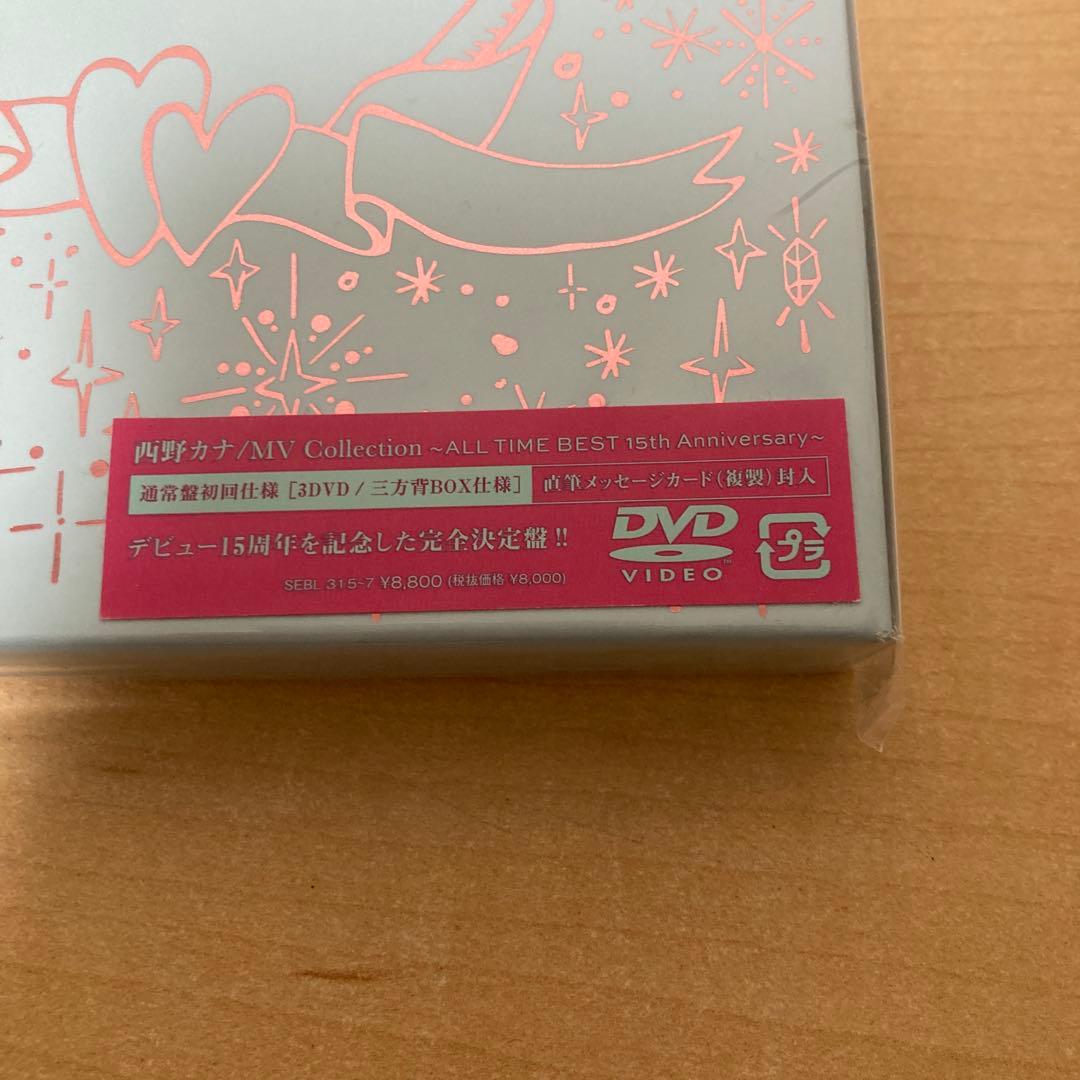 西野カナ/MV Collection ~ALL TIME BEST 15th Anniversary~
通常盤初回仕様 [3DVD / 三方背BOX仕様] 直筆メッセージカード(複製)封入
デビュー15周年を記念した完全決定盤!!
DVD
VIDEO™
プラ
SEBL 315~7 ¥8,800 (税抜価格 ¥8,000)